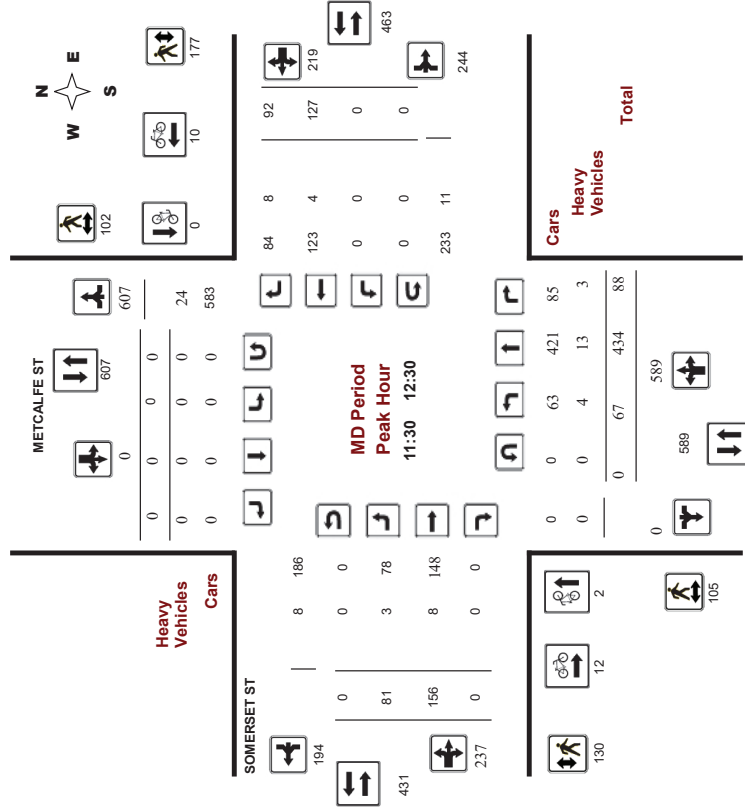 N
W E
S
102
177
0
10
METCALFE ST
0
607
607
0 0 0 0
0 0 0 0 24
0 0 0 0 583
Heavy
Vehicles
Cars
463
219
244
84 8 92
123 4 127
0 0 0
0 0 0
233 11
MD Period
Peak Hour
11:30 12:30
SOMERSET ST
194
431
237
8 186
0 0
81 3 78
156 8 148
0 0 0
Cars
Heavy
Vehicles
Total
0 0 63 421 85
0 0 4 13 3
0 67 434 88
0
589
589
130
12
2
105